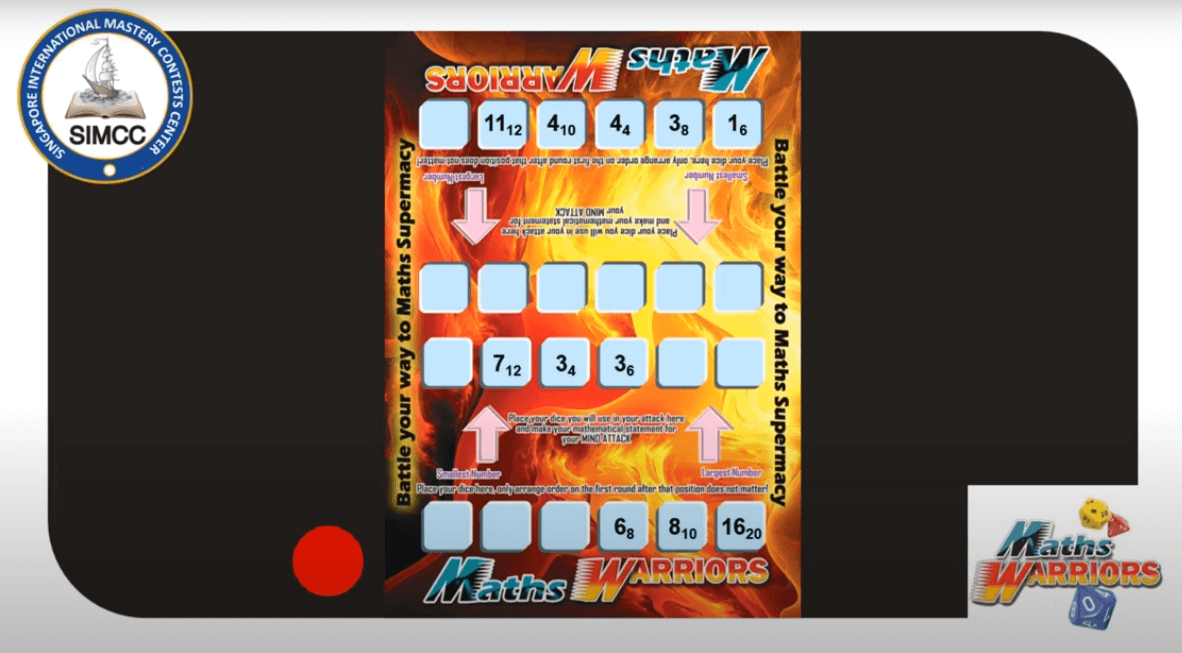 SINGAPORE INTERNATIONAL MASTERY CONTESTS CENTER
SIMCC
Maths WARRIORS
11₁₂ 4₁₀ 4₄ 3₈ 1₆
Place your dice here, only arrange order on the first round after that position does not matter!
Smallest Number
Largest Number
Place your dice you will use in your attack here
and make your mathematical statement for
your MIND ATTACK
Battle your way to Maths Supermacy
Battle your way to Maths Supermacy
7₁₂ 3₄ 3₆
Place your dice you will use in your attack here
and make your mathematical statement for
your MIND ATTACK
Smallest Number
Largest Number
Place your dice here, only arrange order on the first round after that position does not matter!
6₈ 8₁₀ 16₂₀
Maths WARRIORS
Maths
WARRIORS